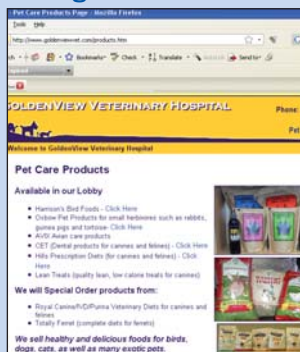 Pet Care Products Page - Mozilla Firefox
Tools Help
http://www.goldenviewvet.com/products.htm
Bookmarks Check Translate Send to
GOLDENVIEW VETERINARY HOSPITAL
Phone:
Pet
Welcome to GoldenView Veterinary Hospital
Pet Care Products
Available in our Lobby
Harrison's Bird Foods - Click Here
Oxbow Pet Products for small herbivores such as rabbits,
guinea pigs and tortoise- Click Here
Avian care products
CET (Dental products for canines and felines) - Click Here
Hills Prescription Diets (for canines and felines) - Click
Here
Lean Treats (quality lean, low calorie treats for canines)
We will Special Order products from:
Royal Canine/IVD/Purina Veterinary Diets for canines and
felines
Totally Ferret (complete diets for ferrets)
We sell healthy and delicious foods for birds,
dogs, cats, as well as many exotic pets.